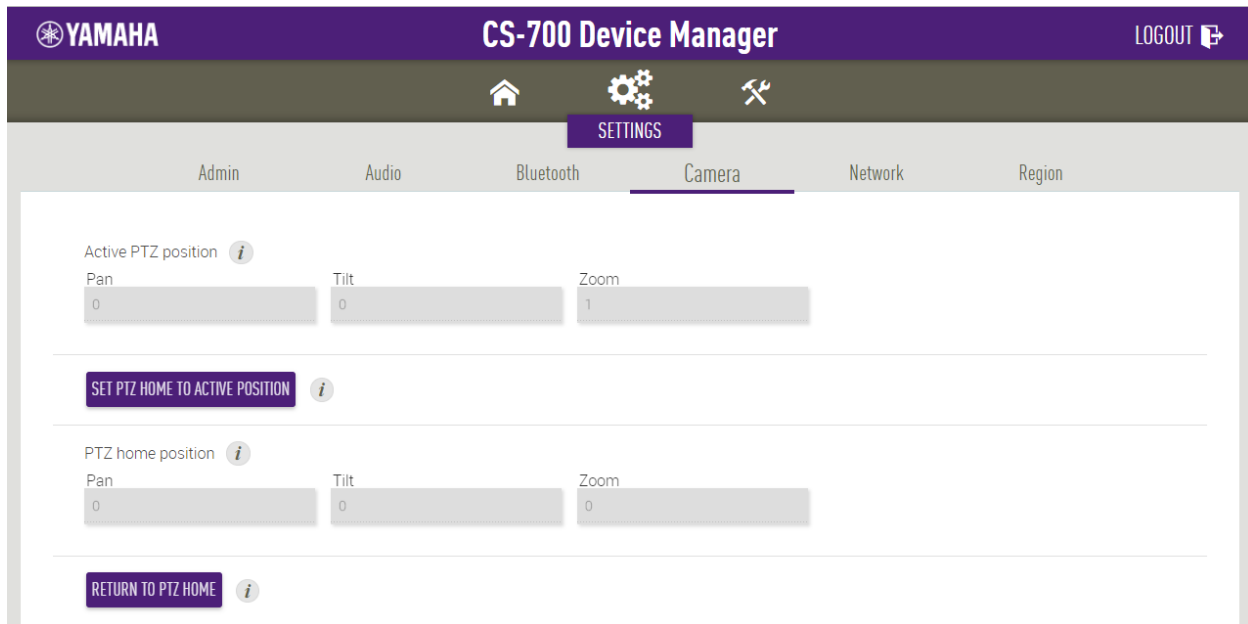 YAMAHA CS-700 Device Manager LOGOUT
SETTINGS
Admin Audio Bluetooth Camera Network Region
Active PTZ position i
Pan Tilt Zoom
0 0 1
SET PTZ HOME TO ACTIVE POSITION i
PTZ home position i
Pan Tilt Zoom
0 0 0
RETURN TO PTZ HOME i